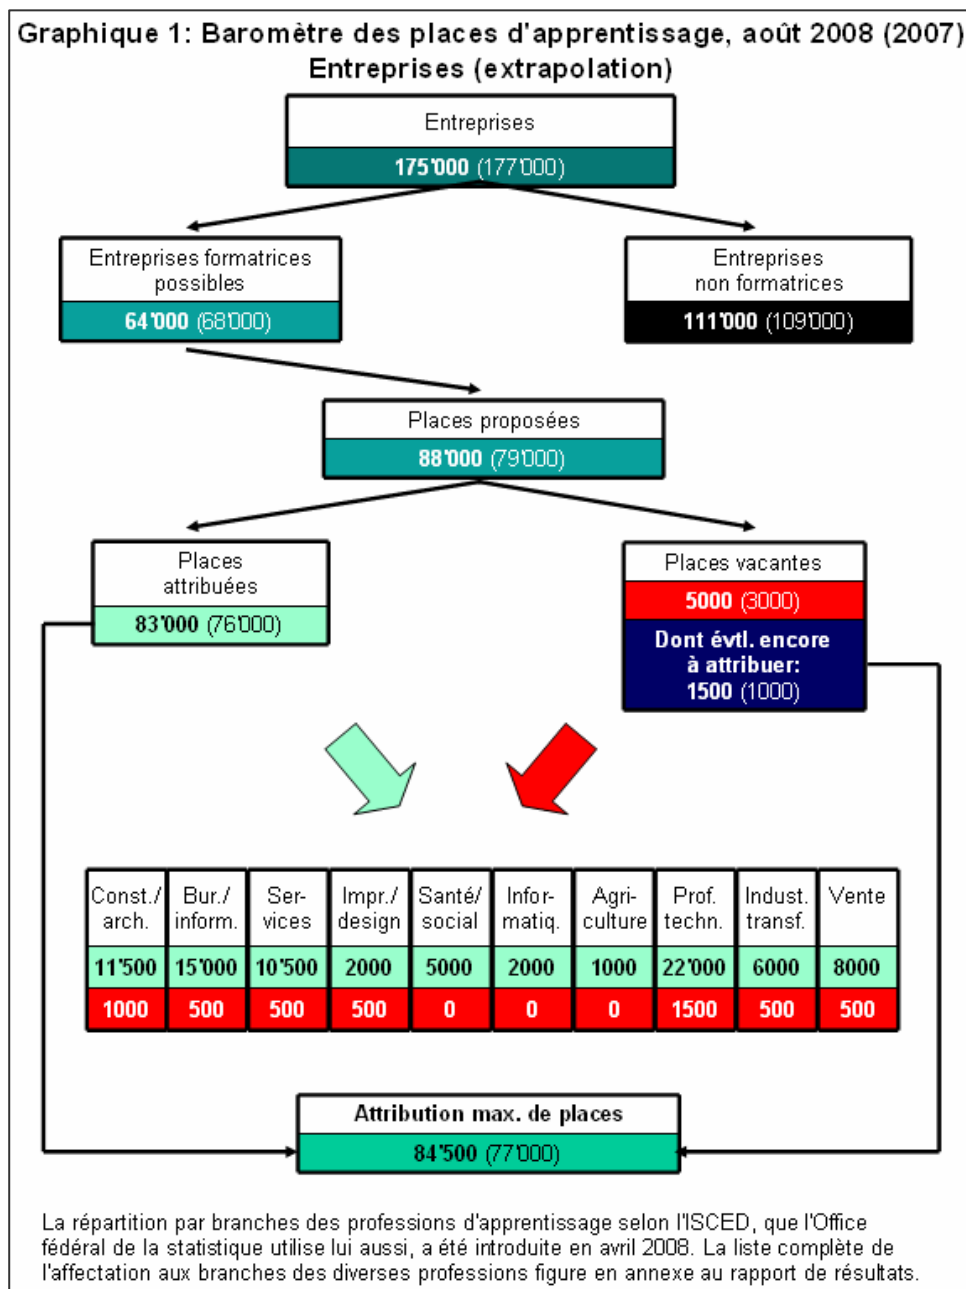 Graphique 1: Baromètre des places d'apprentissage, août 2008 (2007)
Entreprises (extrapolation)
Entreprises
175'000 (177'000)
Entreprises formatrices
possibles
64'000 (68'000)
Entreprises
non formatrices
111'000 (109'000)
Places proposées
88'000 (79'000)
Places
attribuées
83'000 (76'000)
Places vacantes
5000 (3000)
Dont évtl. encore
à attribuer:
1500 (1000)
Const./ Bur./ Ser- Impr./ Santé/ Infor- Agri- Prof. Indust. Vente
arch. inform. vices design social matiq. culture techn. transf.
11'500 15'000 10'500 2000 5000 2000 1000 22'000 6000 8000
1000 500 500 500 0 0 0 1500 500 500
Attribution max. de places
84'500 (77'000)
La répartition par branches des professions d'apprentissage selon l'ISCED, que l'Office
fédéral de la statistique utilise lui aussi, a été introduite en avril 2008. La liste complète de
l'affectation aux branches des diverses professions figure en annexe au rapport de résultats.